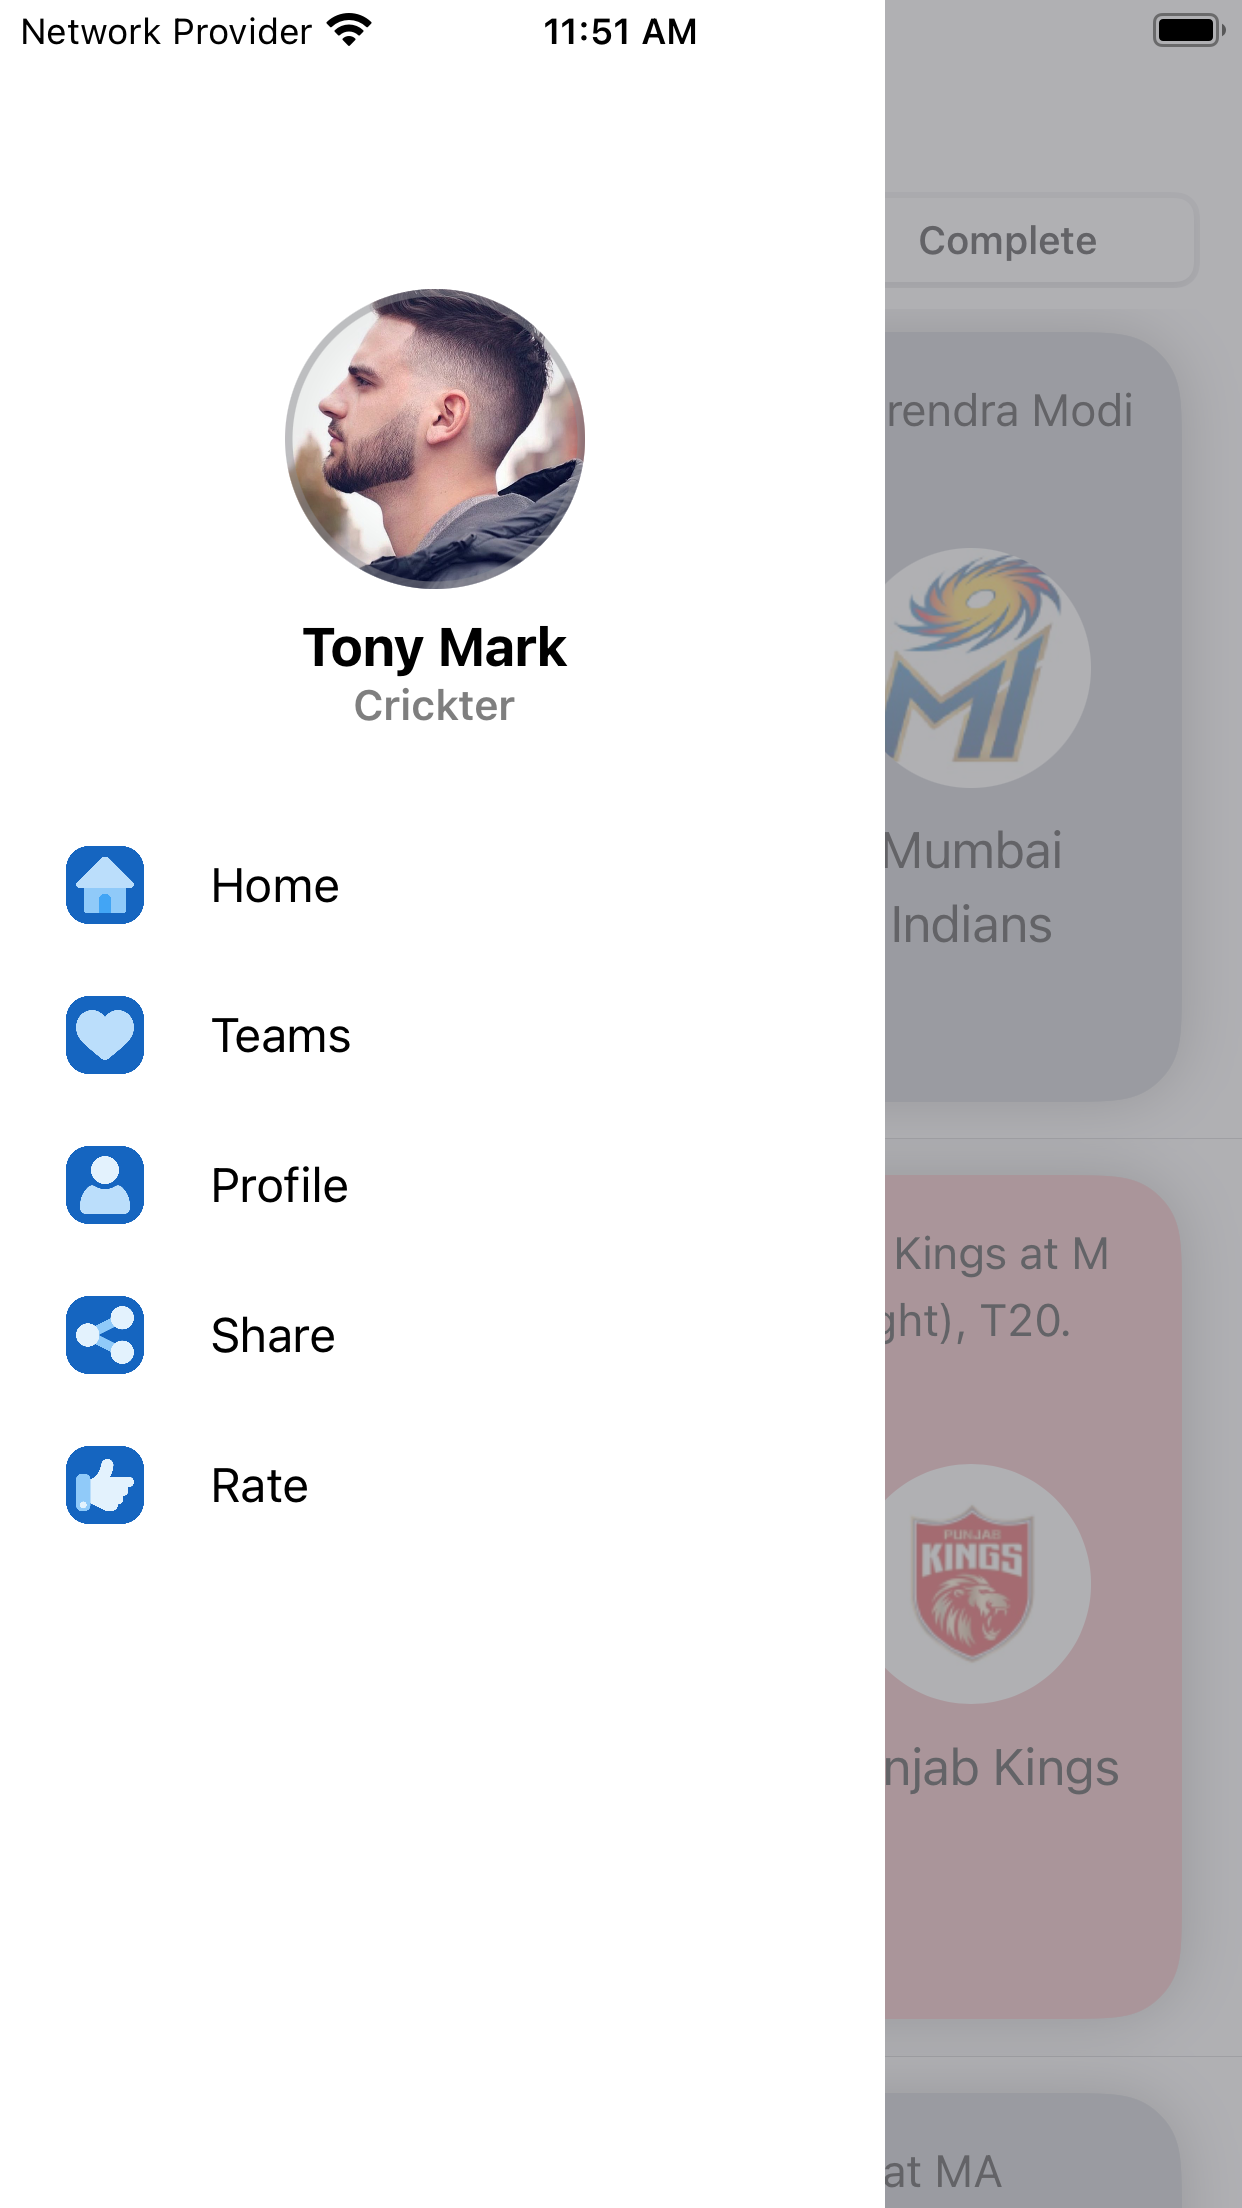 Network Provider 11:51 AM
Complete
rendra Modi
Tony Mark
Crickter
Mumbai
Indians
Home
Teams
Profile
Share
Rate
Kings at M
ght), T20.
PUNJAB
KINGS
njab Kings
at MA
MI